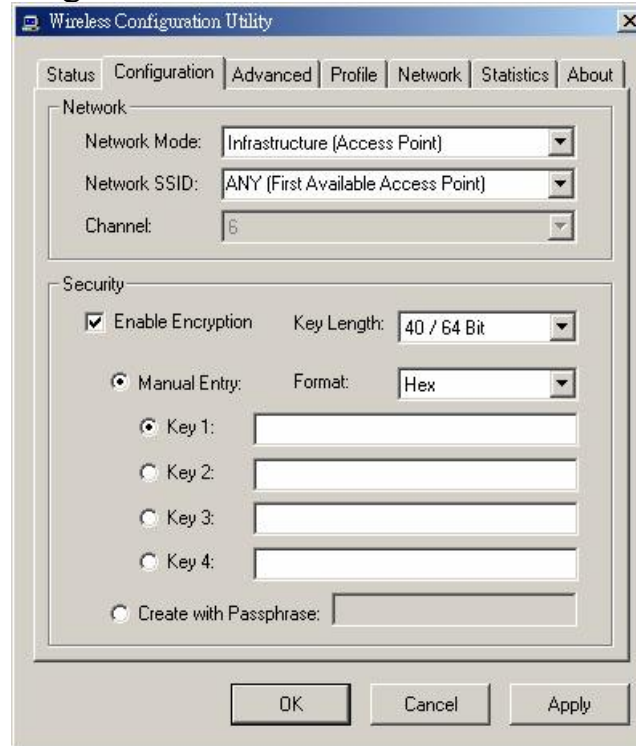 Wireless Configuration Utility
Status Configuration Advanced Profile Network Statistics About
Network
Network Mode: Infrastructure (Access Point)
Network SSID: ANY (First Available Access Point)
Channel: 6
Security
Enable Encryption Key Length: 40 / 64 Bit
Manual Entry: Format: Hex
Key 1:
Key 2:
Key 3:
Key 4:
Create with Passphrase:
OK Cancel Apply